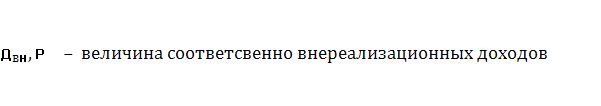 Двн, Р – величина соответсвенно внереализационных доходов